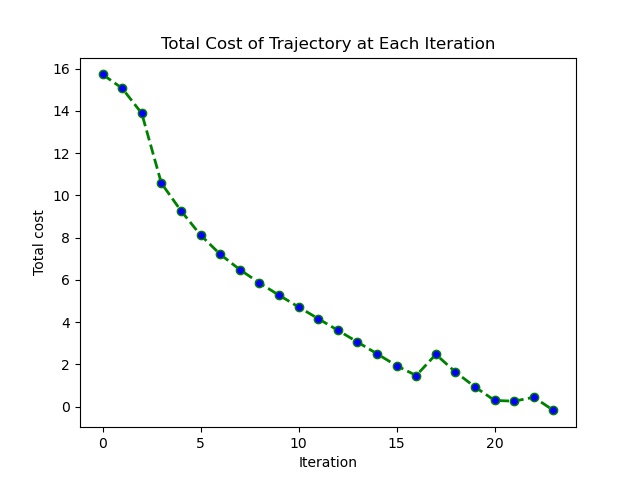 Total Cost of Trajectory at Each Iteration
16
14
12
10
8
6
4
2
0
Total cost
0 5 10 15 20
Iteration